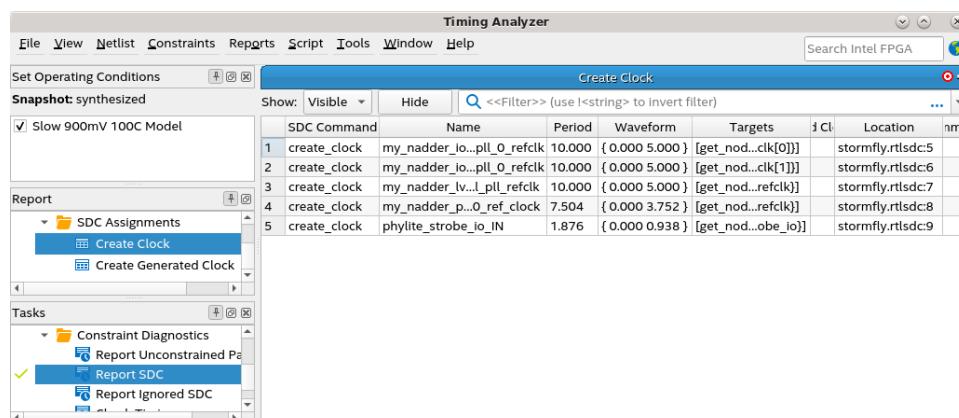 Timing Analyzer
File View Netlist Constraints Reports Script Tools Window Help
Search Intel FPGA
Set Operating Conditions
Snapshot: synthesized
Slow 900mV 100C Model
Report
SDC Assignments
Create Clock
Create Generated Clock
Tasks
Constraint Diagnostics
Report Unconstrained Pa
Report SDC
Report Ignored SDC
Create Clock
Show: Visible Hide <<Filter>> (use !<string> to invert filter) ...
SDC Command Name Period Waveform Targets Location
1 create_clock my_nadder_io...pll_0_refclk 10.000 { 0.000 5.000 } [get_nod...clk[0]}] stormfly.rtlsdc:5
2 create_clock my_nadder_io...pll_0_refclk 10.000 { 0.000 5.000 } [get_nod...clk[1]}] stormfly.rtlsdc:6
3 create_clock my_nadder_lv...l_pll_refclk 10.000 { 0.000 5.000 } [get_nod...refclk}] stormfly.rtlsdc:7
4 create_clock my_nadder_p...0_ref_clock 7.504 { 0.000 3.752 } [get_nod...refclk}] stormfly.rtlsdc:8
5 create_clock phylite_strobe_io_IN 1.876 { 0.000 0.938 } [get_nod...obe_io}] stormfly.rtlsdc:9